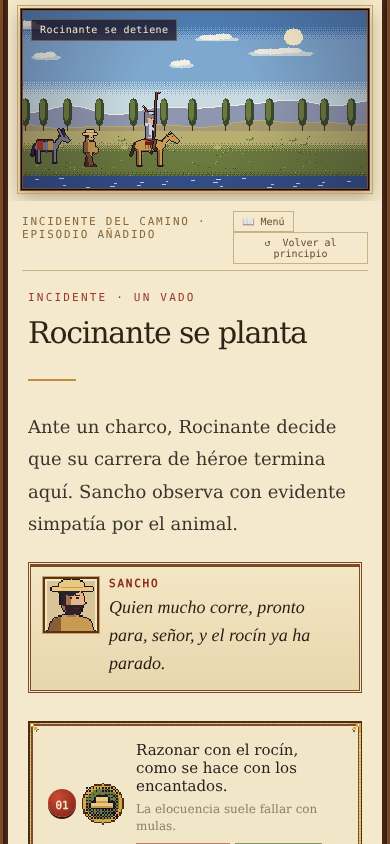 Rocinante se detiene
INCIDENTE DEL CAMINO ·
EPISODIO AÑADIDO
📖 Menú
↺ Volver al
principio
INCIDENTE · UN VADO
Rocinante se planta
Ante un charco, Rocinante decide
que su carrera de héroe termina
aquí. Sancho observa con evidente
simpatía por el animal.
SANCHO
Quien mucho corre, pronto
para, señor, y el rocín ya ha
parado.
01
Razonar con el rocín,
como se hace con los
encantados.
La elocuencia suele fallar con
mulas.